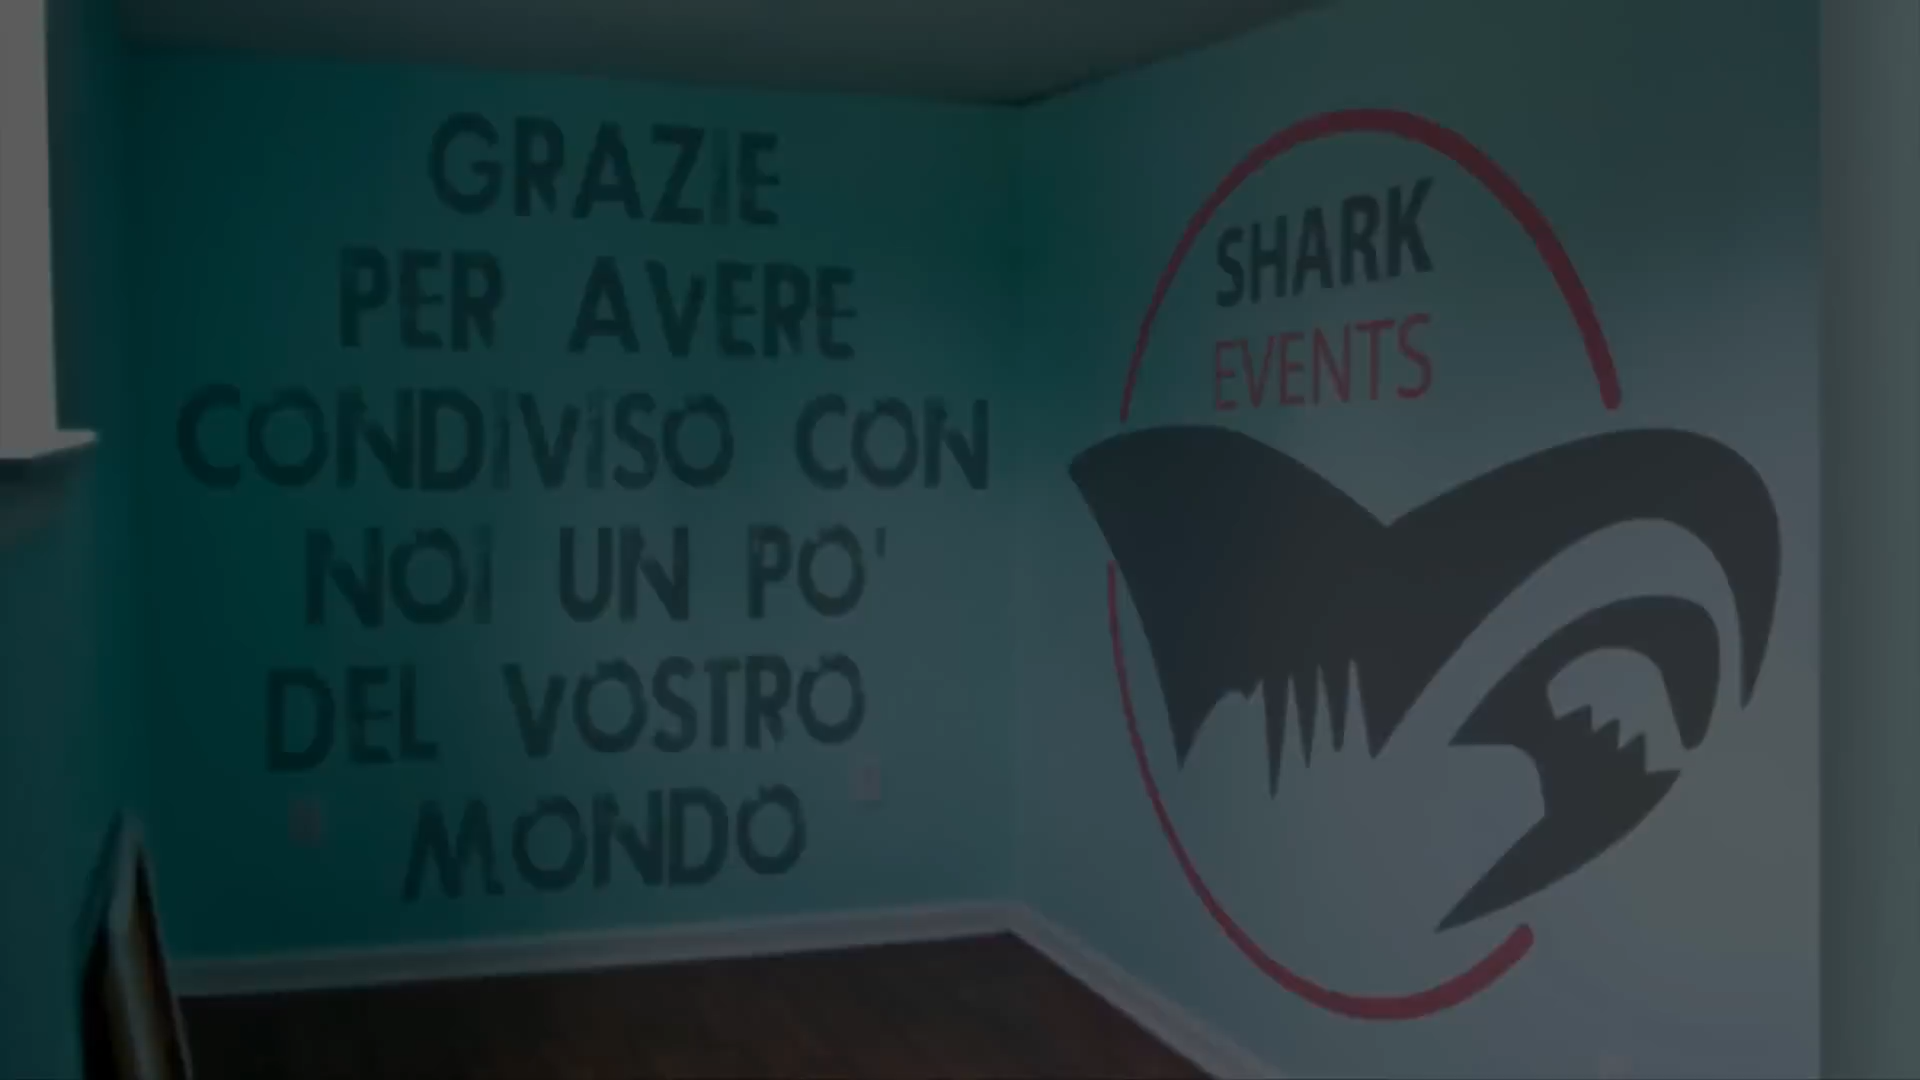 GRAZIE
PER AVERE
CONDIVISO CON
NOI UN PO'
DEL VOSTRO
MONDO
SHARK
EVENTS